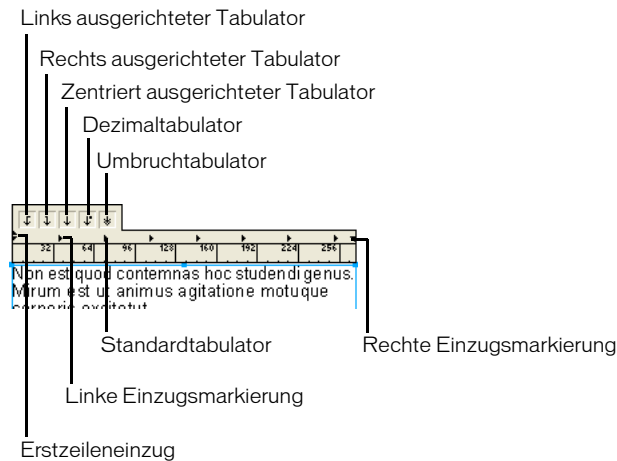 Links ausgerichteter Tabulator
Rechts ausgerichteter Tabulator
Zentriert ausgerichteter Tabulator
Dezimaltabulator
Umbruchtabulator
32 64 96 128 160 192 224 256
Non est quod contemnas hoc studendi genus.
Mirum est ut animus agitatione motuque
corporis excitetut
Standardtabulator
Rechte Einzugsmarkierung
Linke Einzugsmarkierung
Erstzeileneinzug